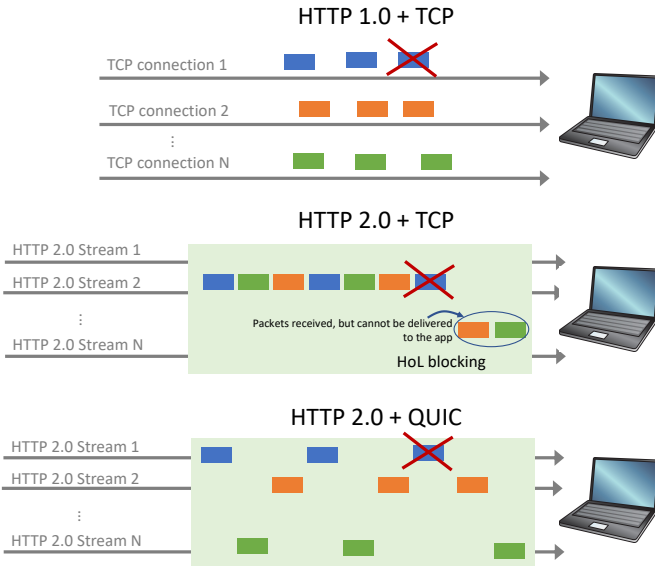 HTTP 1.0 + TCP
TCP connection 1
TCP connection 2
...
TCP connection N
HTTP 2.0 + TCP
HTTP 2.0 Stream 1
HTTP 2.0 Stream 2
...
Packets received, but cannot be delivered
to the app
HTTP 2.0 Stream N
HoL blocking
HTTP 2.0 + QUIC
HTTP 2.0 Stream 1
HTTP 2.0 Stream 2
...
HTTP 2.0 Stream N